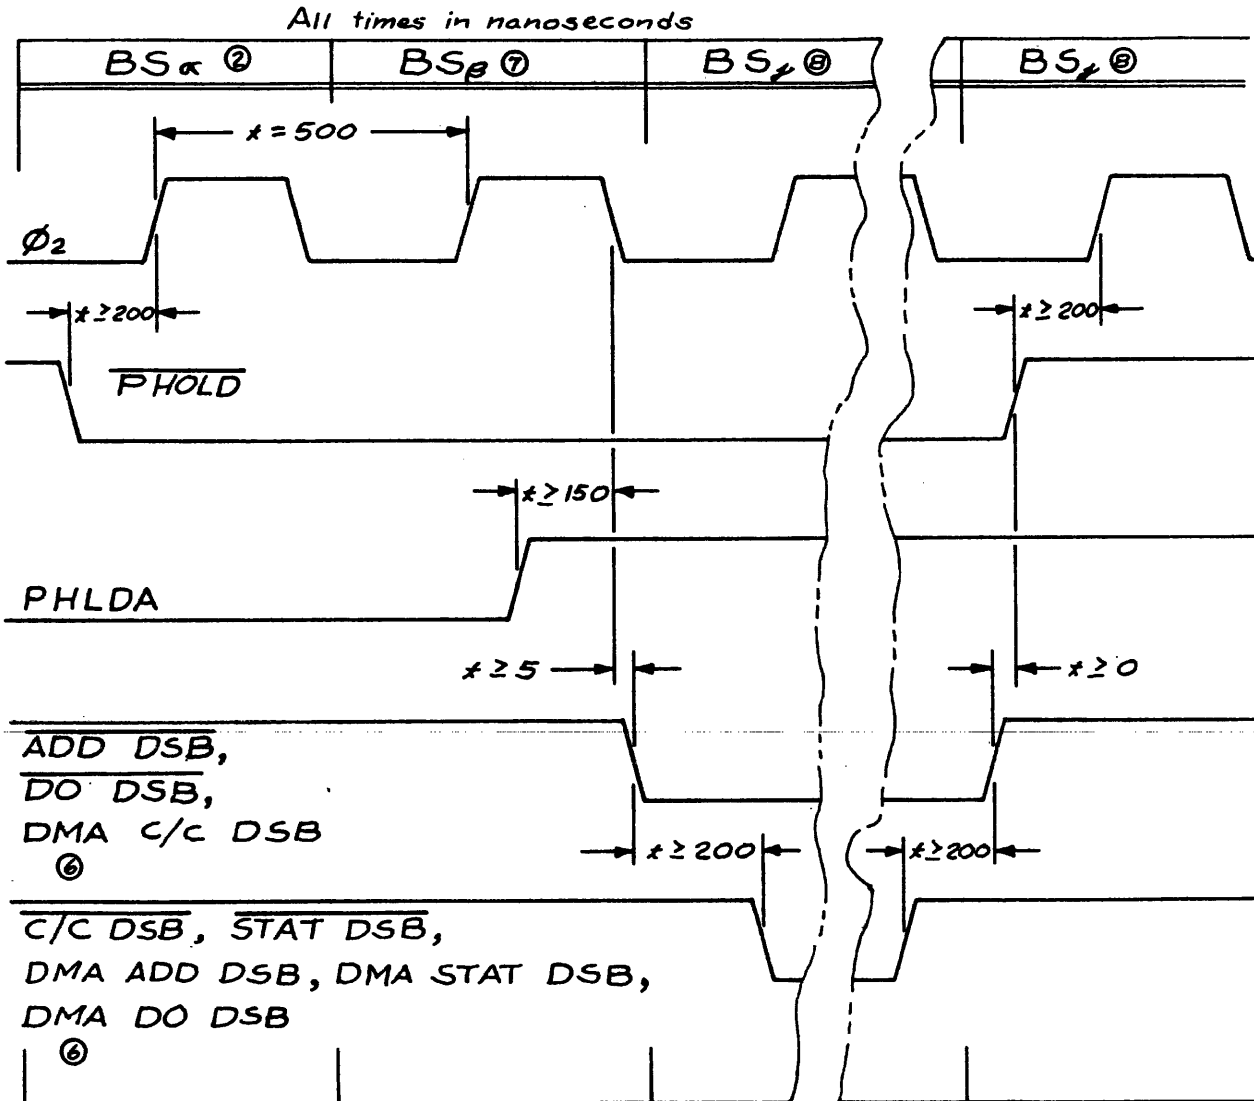 All times in nanoseconds
BSα ② BSβ ⑦ BSγ ⑧ BSγ ⑧
t = 500
Ø2
t ≥ 200 t ≥ 200
PHOLD
t ≥ 150
PHLDA
t ≥ 5 t ≥ 0
ADD DSB,
DO DSB,
DMA C/C DSB
t ≥ 200 t ≥ 200
⑥
C/C DSB, STAT DSB,
DMA ADD DSB, DMA STAT DSB,
DMA DO DSB
⑥